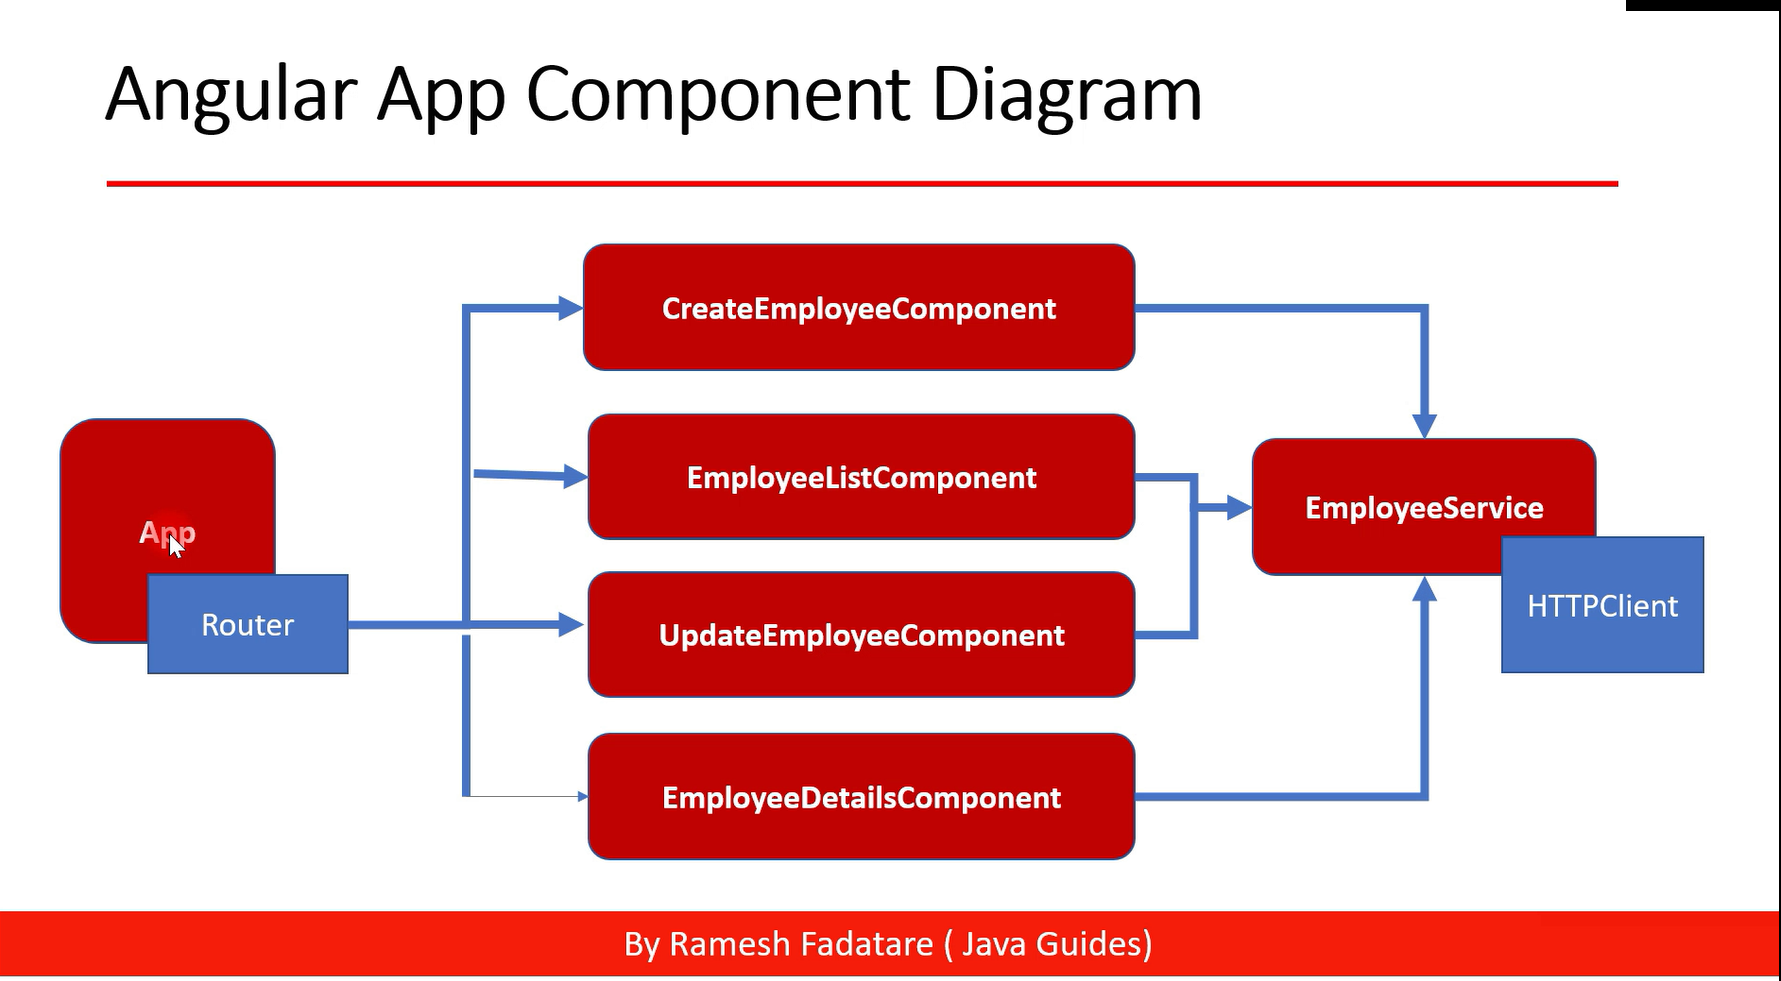 Angular App Component Diagram
CreateEmployeeComponent
EmployeeListComponent
App
EmployeeService
Router
UpdateEmployeeComponent
HTTPClient
EmployeeDetailsComponent
By Ramesh Fadatare ( Java Guides)